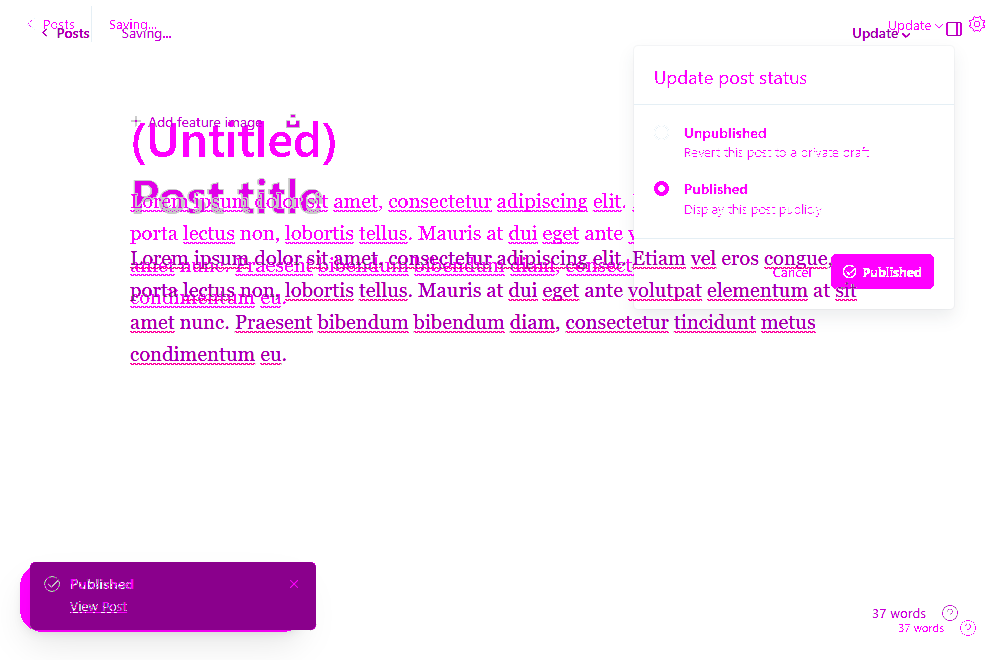 Posts Saving... Update
Posts Saving... Update
Update post status
Unpublished
Revert this post to a private draft
Published
Display this post publicly
Cancel Published
Add feature image
(Untitled)
Post title
Lorem ipsum dolor sit amet, consectetur adipiscing elit.
porta lectus non, lobortis tellus. Mauris at dui eget ante
amet nunc. Praesent bibendum bibendum diam, consect
condimentum eu.
Lorem ipsum dolor sit amet, consectetur adipiscing elit. Etiam vel eros congue,
porta lectus non, lobortis tellus. Mauris at dui eget ante volutpat elementum at sit
amet nunc. Praesent bibendum bibendum diam, consectetur tincidunt metus
condimentum eu.
Published
View Post
37 words
37 words